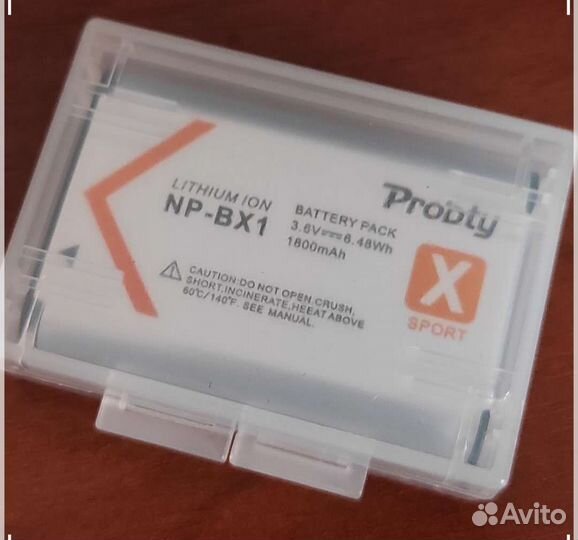 Probty
LITHIUM ION
NP-BX1
BATTERY PACK
3.6V⎓6.48Wh
1800mAh
CAUTION: DO NOT OPEN, CRUSH,
SHORT, INCINERATE, HEEAT ABOVE
60℃/140°F. SEE MANUAL.
X
SPORT
Avito